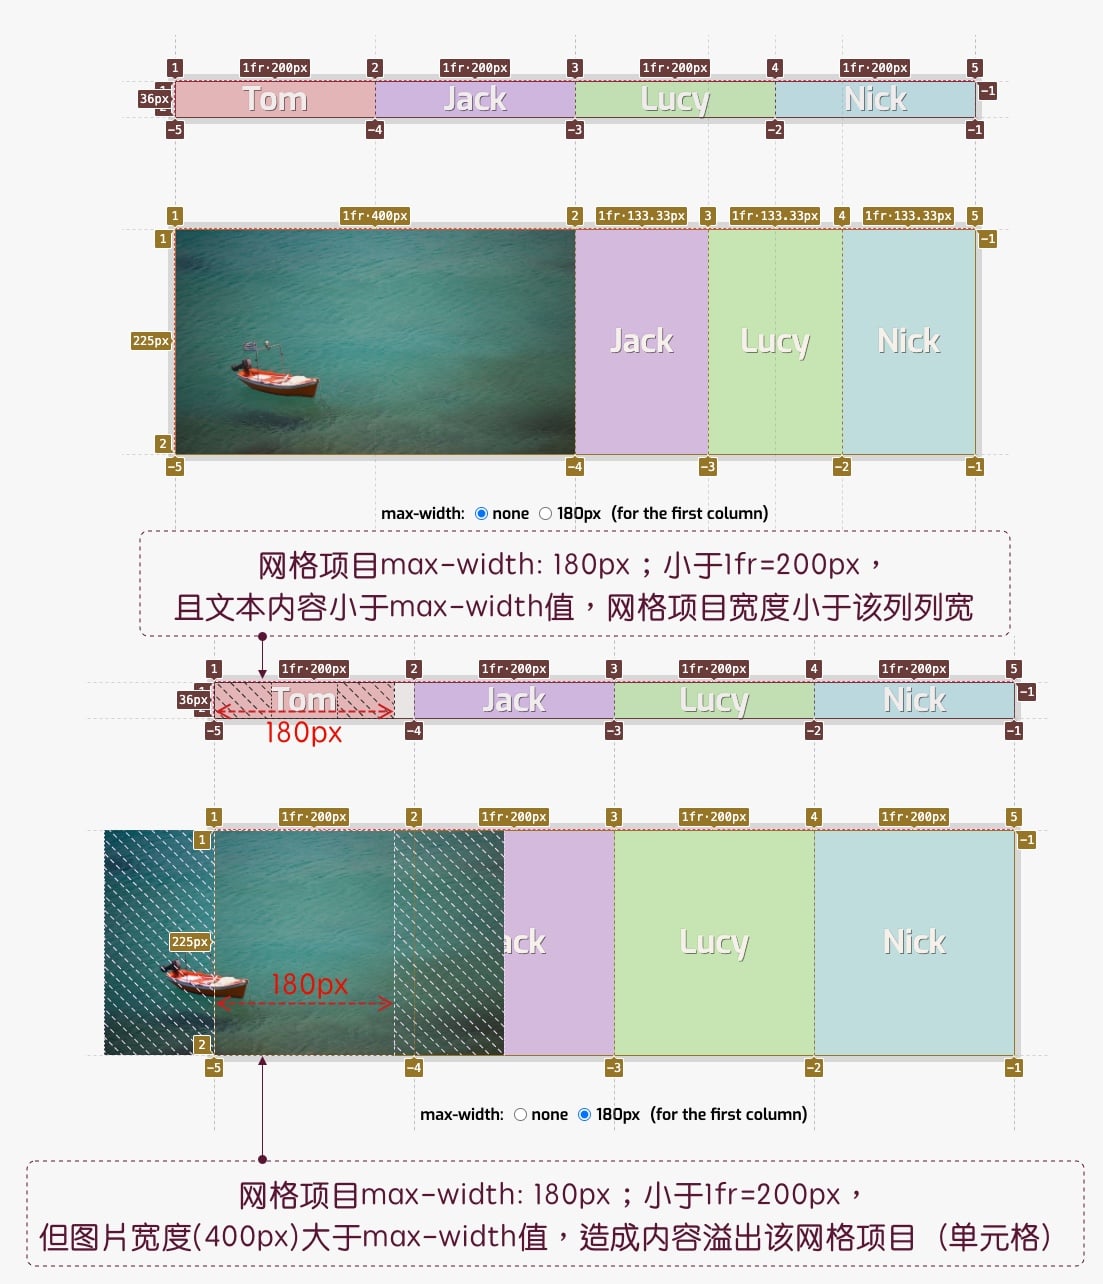 1 1fr·200px 2 1fr·200px 3 1fr·200px 4 1fr·200px 5
36px Tom Jack Lucy Nick -1
-5 -4 -3 -2 -1
1 1fr·400px 2 1fr·133.33px 3 1fr·133.33px 4 1fr·133.33px 5
1 -1
225px Jack Lucy Nick
2
-5 -4 -3 -2 -1
max-width: none 180px (for the first column)
网格项目max-width: 180px；小于1fr=200px，
且文本内容小于max-width值，网格项目宽度小于该列列宽
1 1fr·200px 2 1fr·200px 3 1fr·200px 4 1fr·200px 5
36px Tom Jack Lucy Nick -1
-5 180px -4 -3 -2 -1
1 1fr·200px 2 1fr·200px 3 1fr·200px 4 1fr·200px 5
1 -1
225px ack Lucy Nick
180px
2
-5 -4 -3 -2 -1
max-width: none 180px (for the first column)
网格项目max-width: 180px；小于1fr=200px，
但图片宽度(400px)大于max-width值，造成内容溢出该网格项目（单元格）